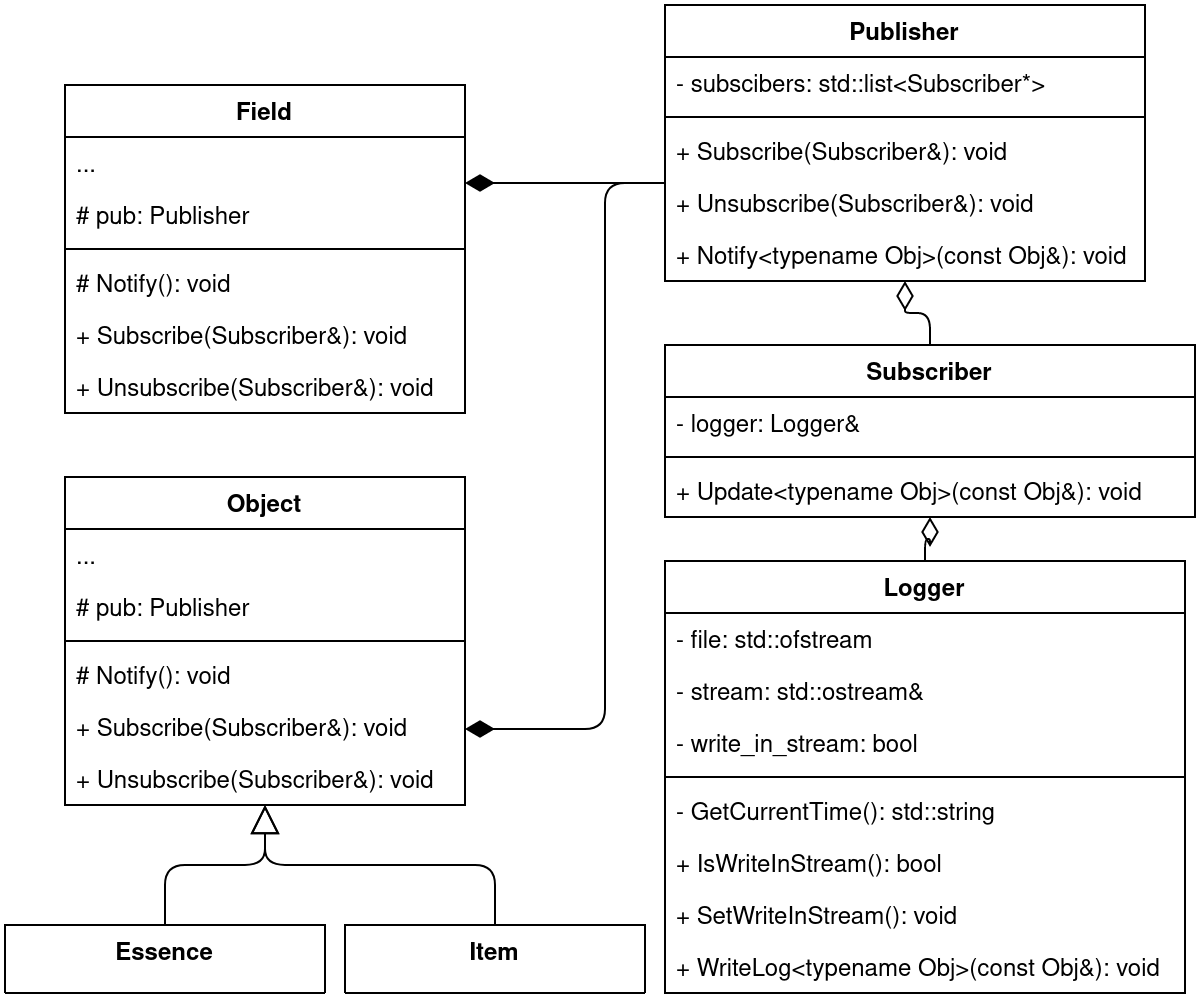 Publisher
- subscibers: std::list<Subscriber*>
+ Subscribe(Subscriber&): void
+ Unsubscribe(Subscriber&): void
+ Notify<typename Obj>(const Obj&): void
Field
...
# pub: Publisher
# Notify(): void
+ Subscribe(Subscriber&): void
+ Unsubscribe(Subscriber&): void
Subscriber
- logger: Logger&
+ Update<typename Obj>(const Obj&): void
Object
...
# pub: Publisher
# Notify(): void
+ Subscribe(Subscriber&): void
+ Unsubscribe(Subscriber&): void
Logger
- file: std::ofstream
- stream: std::ostream&
- write_in_stream: bool
- GetCurrentTime(): std::string
+ IsWriteInStream(): bool
+ SetWriteInStream(): void
+ WriteLog<typename Obj>(const Obj&): void
Essence
Item